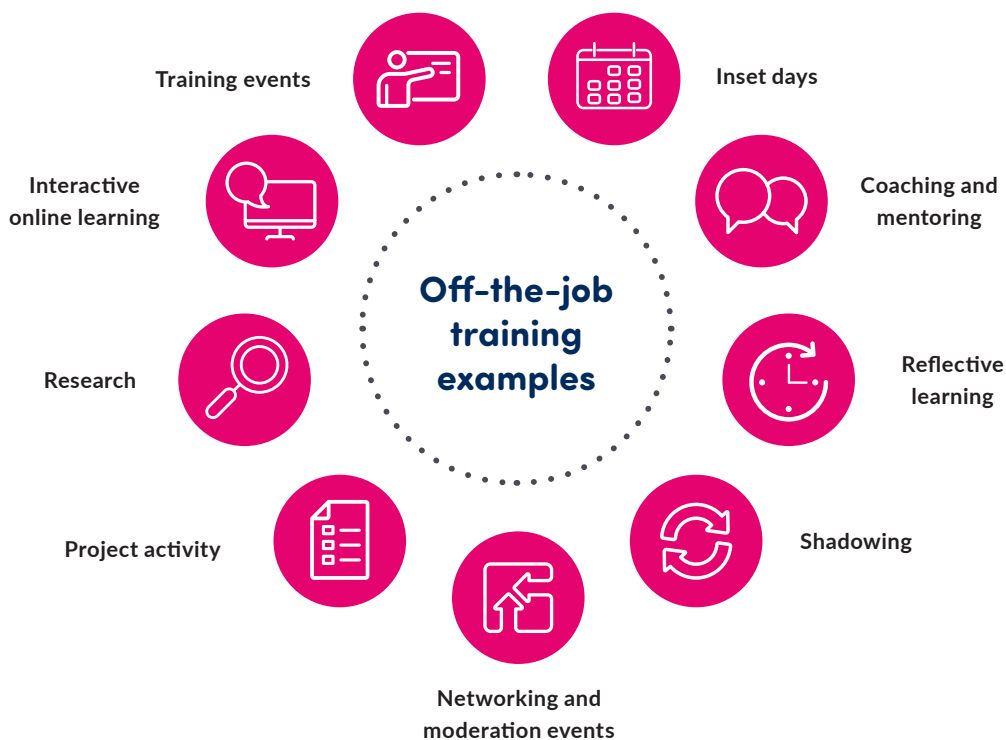 Off-the-job
training
examples
Training events
Inset days
Coaching and
mentoring
Reflective
learning
Shadowing
Networking and
moderation events
Project activity
Research
Interactive
online learning